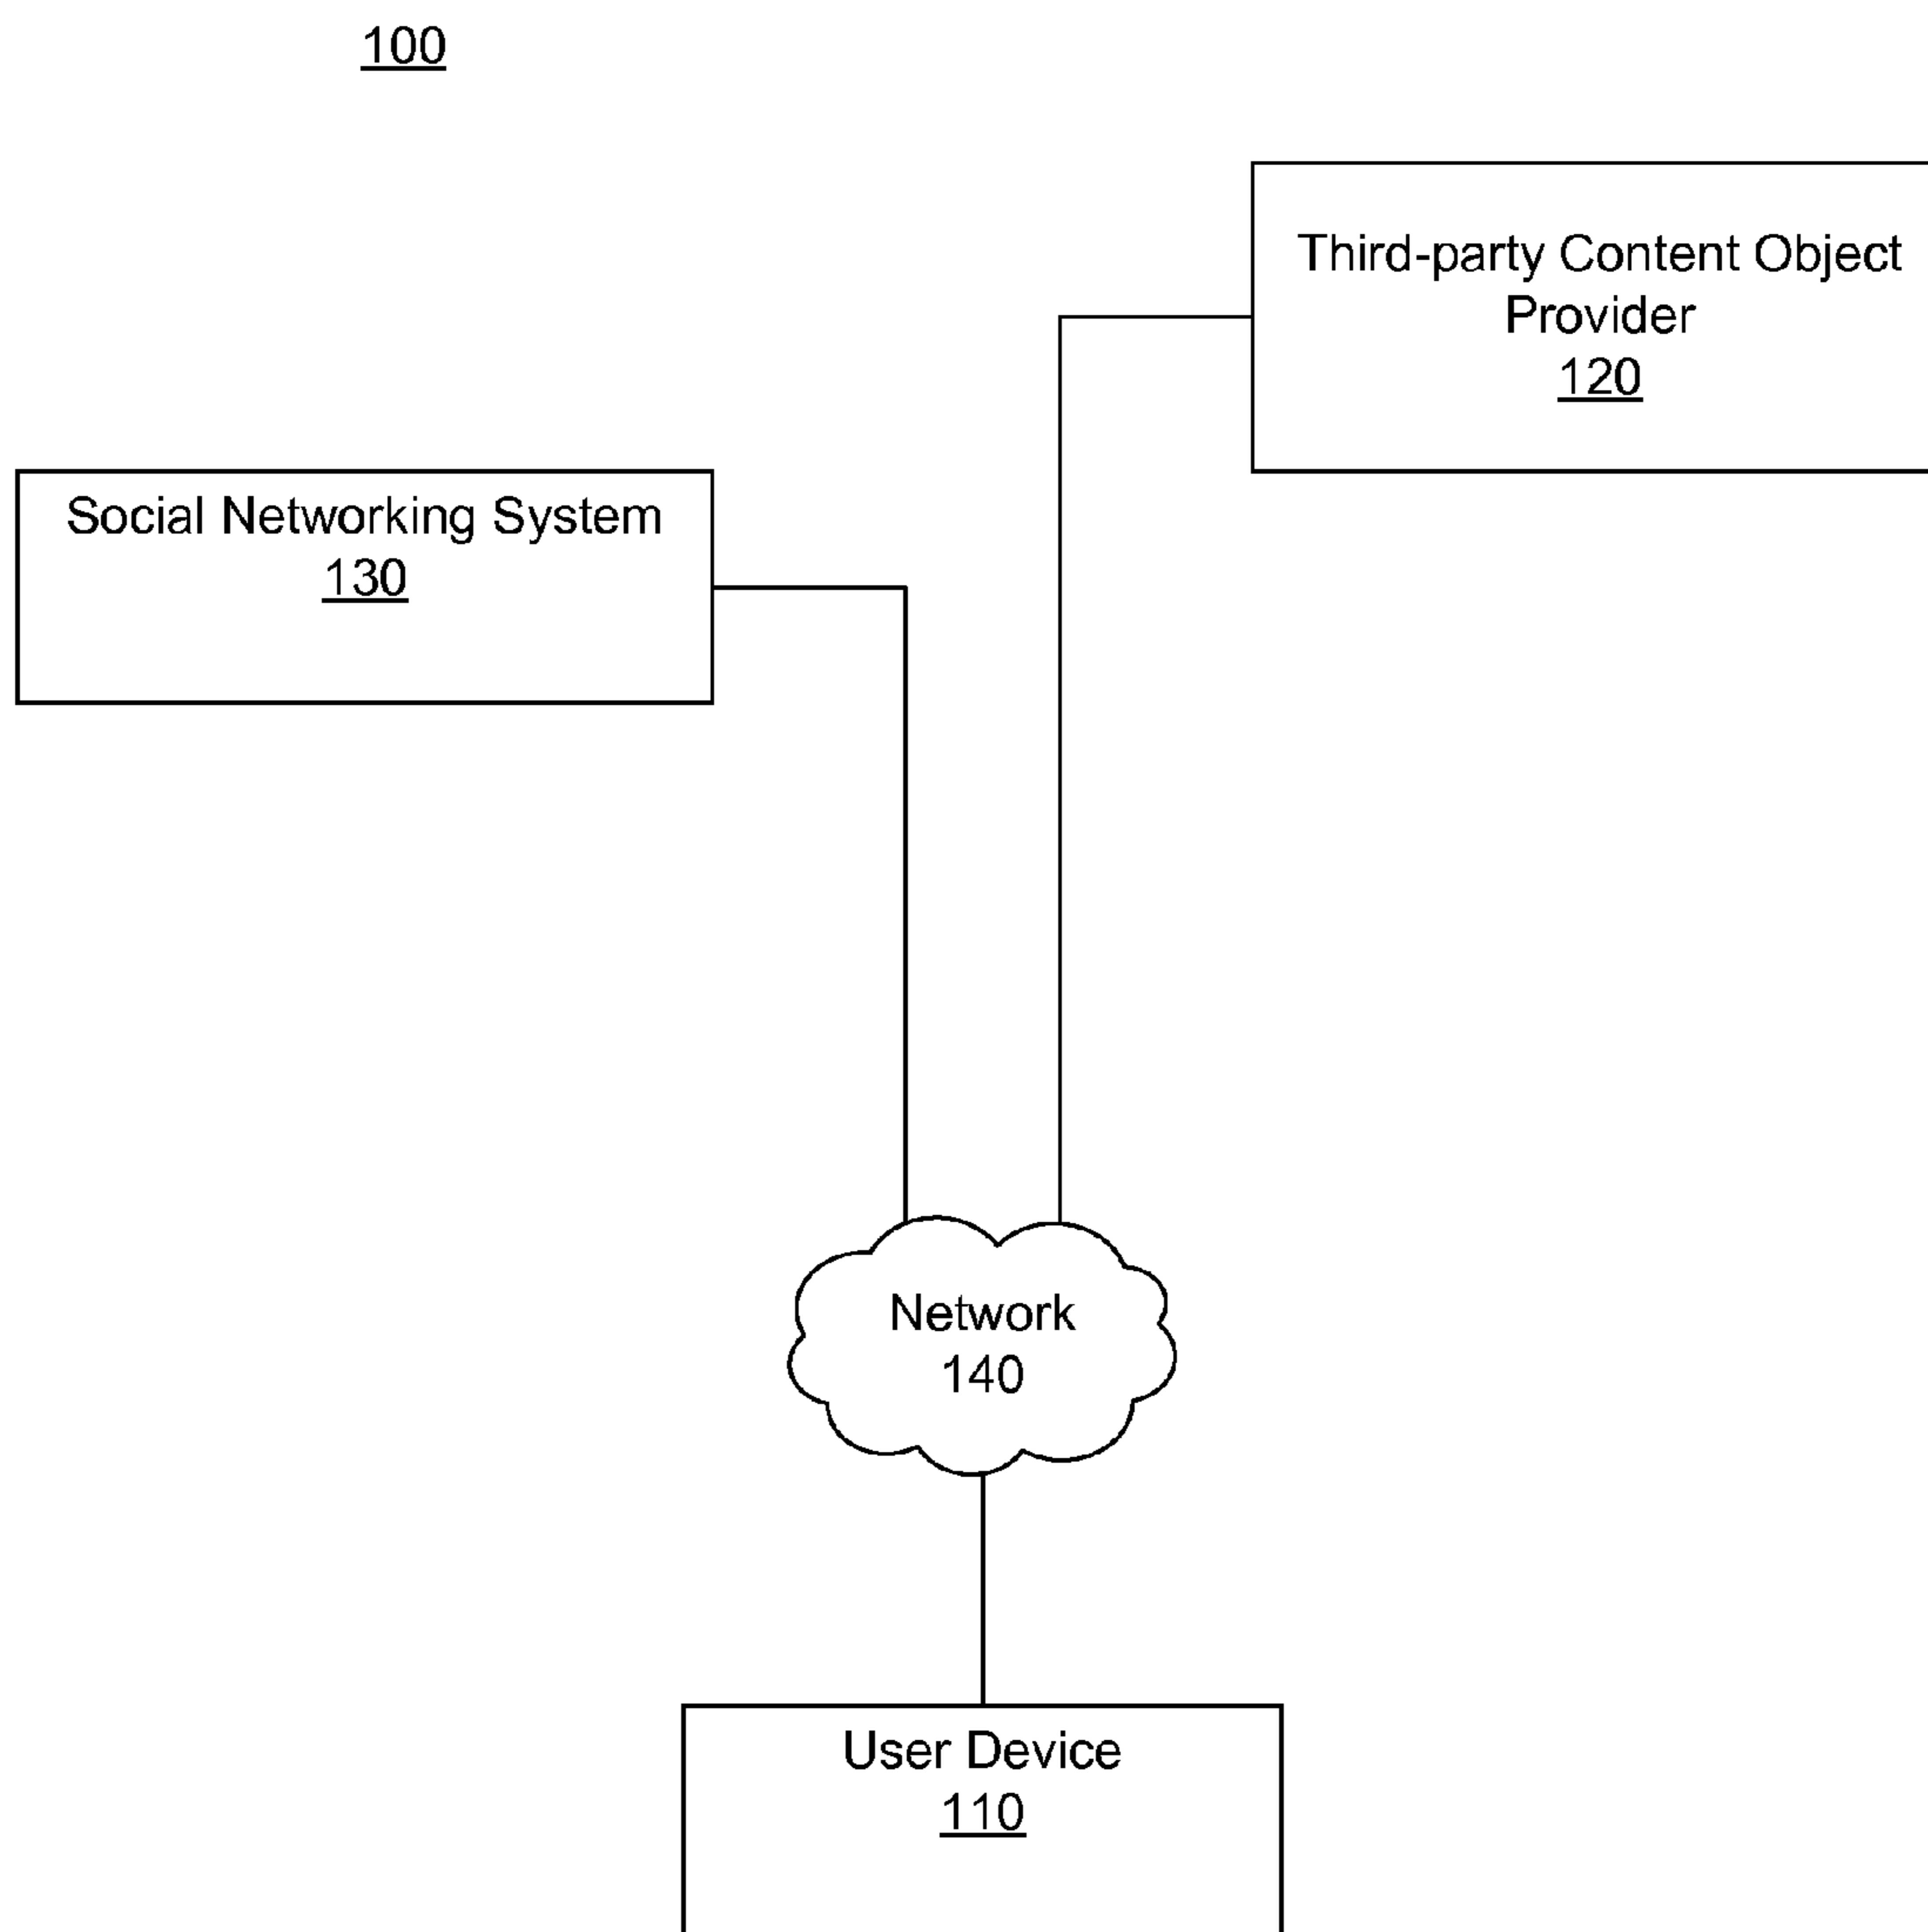 100
Third-party Content Object
Provider
120
Social Networking System
130
Network
140
User Device
110